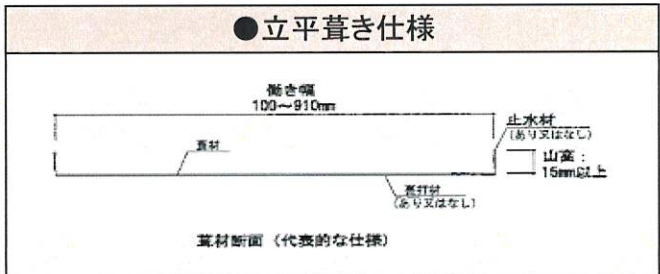 ●立平葺き仕様
働き幅
100～910mm
止水材
(あり又はなし)
葺材
山高：
15mm以上
裏打材
(あり又はなし)
葺材断面（代表的な仕様）